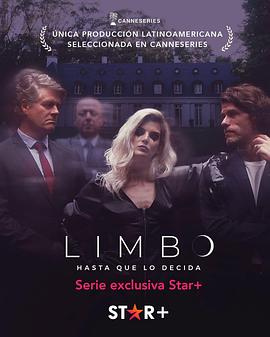 CANNESERIES
ÚNICA PRODUCCIÓN LATINOAMERICANA
SELECCIONADA EN CANNESERIES
LIMBO
HASTA QUE LO DECIDA
Serie exclusiva Star+
STAR+